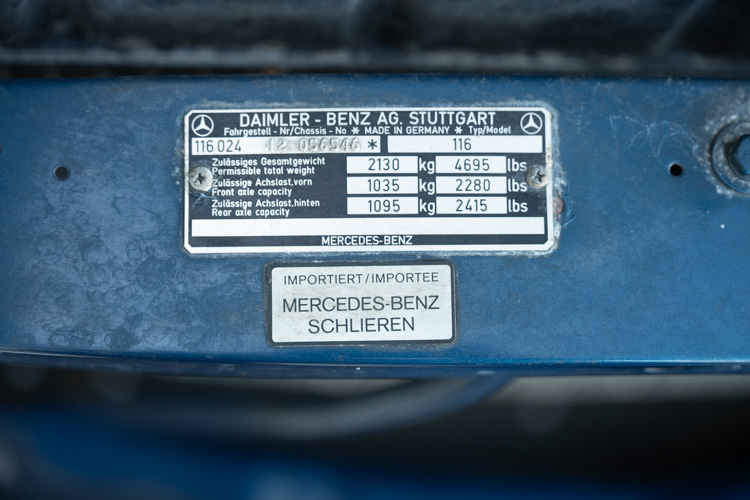 DAIMLER - BENZ AG. STUTTGART
Fahrgestell - Nr/Chassis - No * MADE IN GERMANY * Typ/Model
116 024 12 056546 * 116
Zulässiges Gesamtgewicht
Permissible total weight 2130 kg 4695 lbs
Zulässige Achslast,vorn
Front axle capacity 1035 kg 2280 lbs
Zulässige Achslast,hinten
Rear axle capacity 1095 kg 2415 lbs
MERCEDES-BENZ
IMPORTIERT/IMPORTEE
MERCEDES-BENZ
SCHLIEREN